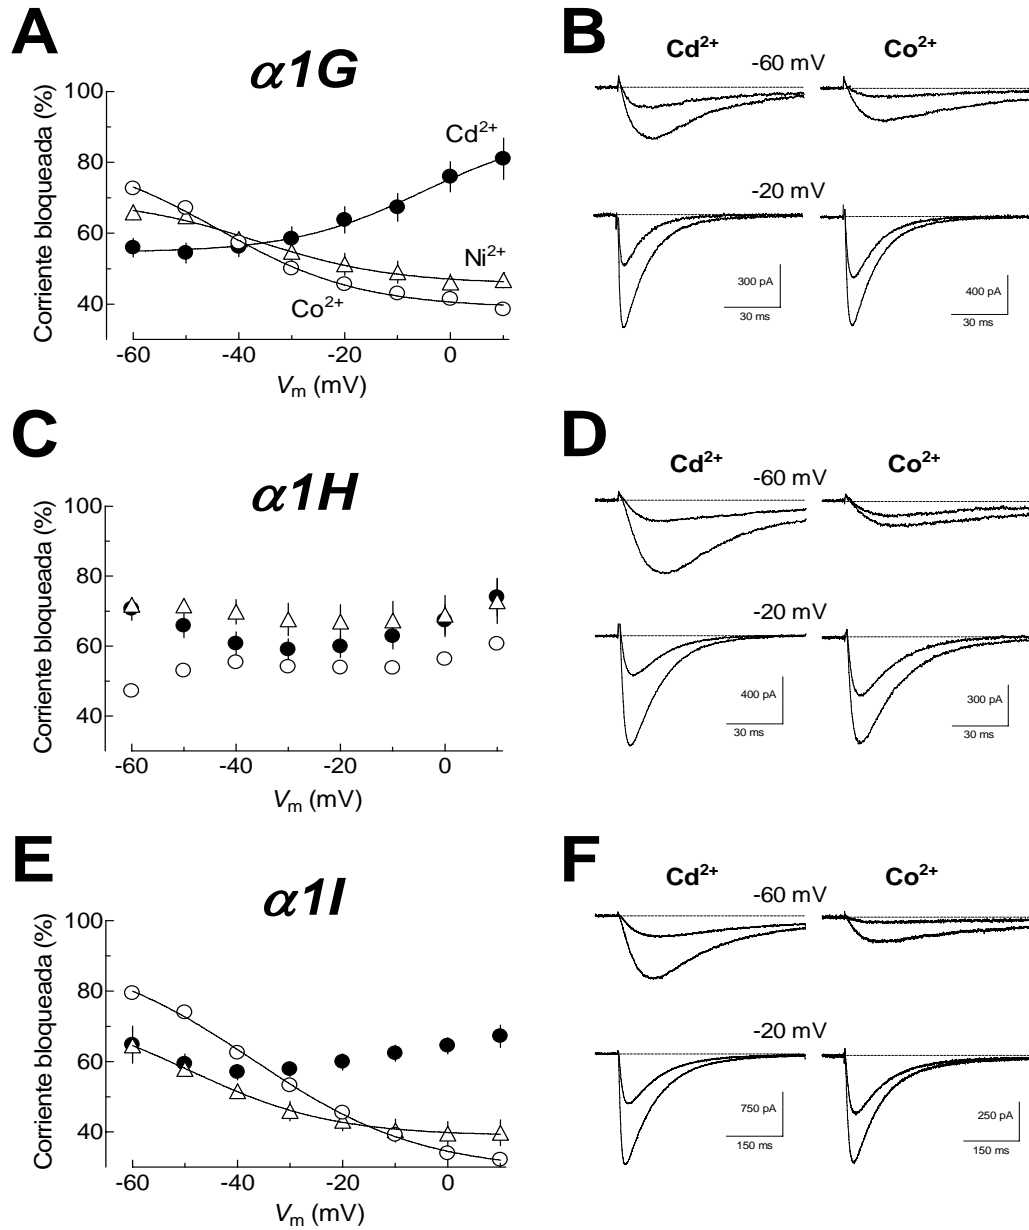 A
α1G
Corriente bloqueada (%)
100
80
60
40
Cd²⁺
Ni²⁺
Co²⁺
-60 -40 -20 0
Vm (mV)
B
Cd²⁺ Co²⁺
-60 mV
-20 mV
300 pA
30 ms
400 pA
30 ms
C
α1H
Corriente bloqueada (%)
100
80
60
40
-60 -40 -20 0
Vm (mV)
D
Cd²⁺ Co²⁺
-60 mV
-20 mV
400 pA
30 ms
300 pA
30 ms
E
α1I
Corriente bloqueada (%)
100
80
60
40
-60 -40 -20 0
Vm (mV)
F
Cd²⁺ Co²⁺
-60 mV
-20 mV
750 pA
150 ms
250 pA
150 ms